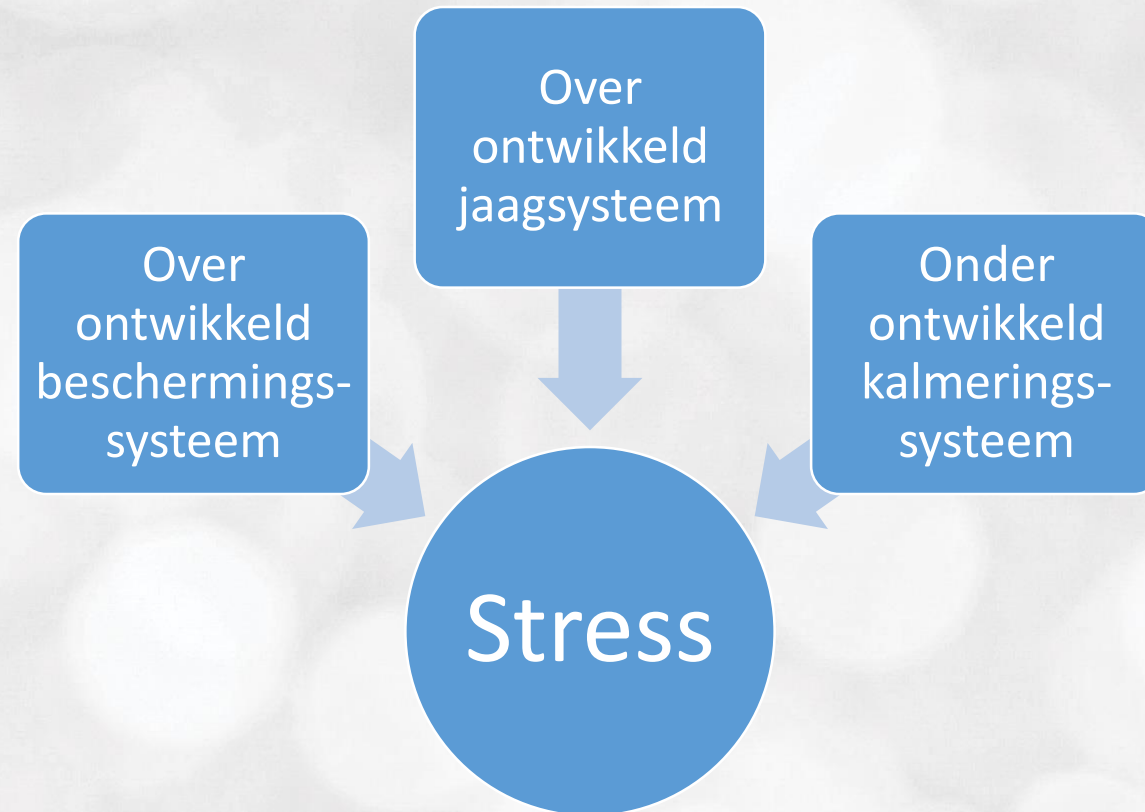 Over
ontwikkeld
jaagsysteem
Over
ontwikkeld
beschermings-
systeem
Onder
ontwikkeld
kalmerings-
systeem
Stress